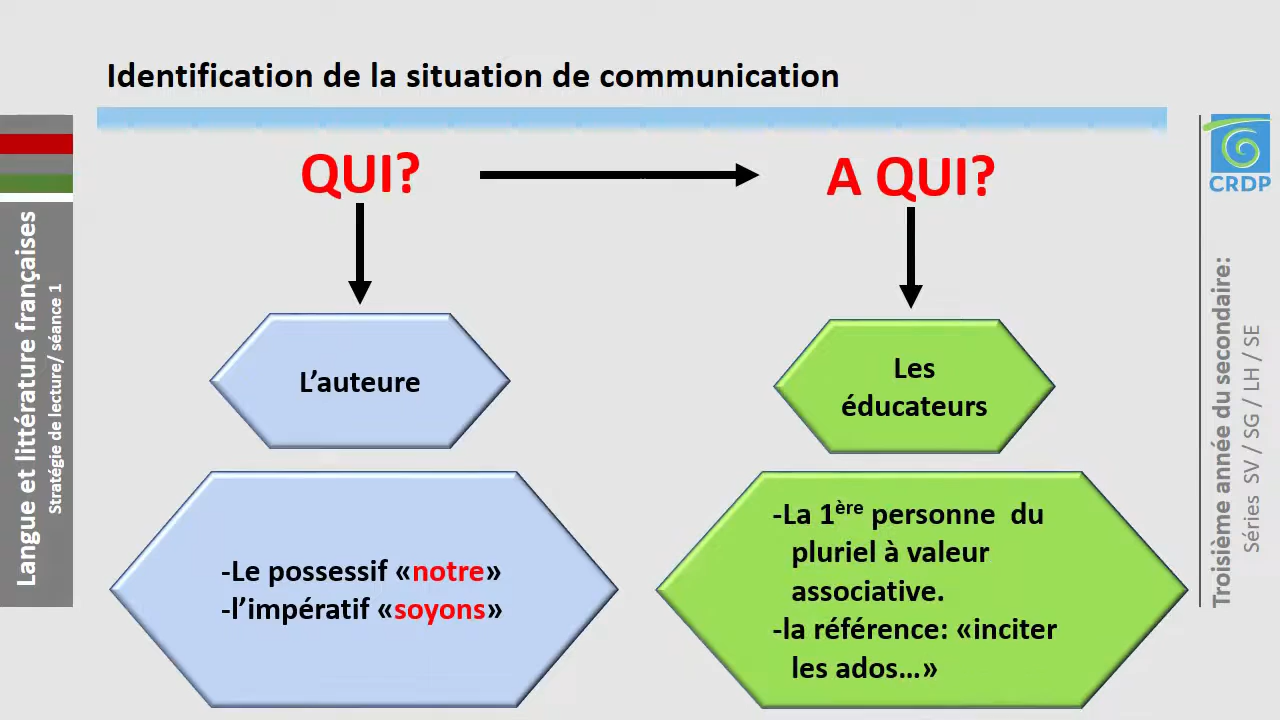 Identification de la situation de communication
QUI?
A QUI?
L’auteure
Les
éducateurs
-Le possessif «notre»
-l’impératif «soyons»
-La 1ère personne  du
pluriel à valeur
associative.
-la référence: «inciter
les ados…»
Langue et littérature françaises
Stratégie de lecture/ séance 1
CRDP
Troisième année du secondaire:
Séries  SV / SG / LH / SE